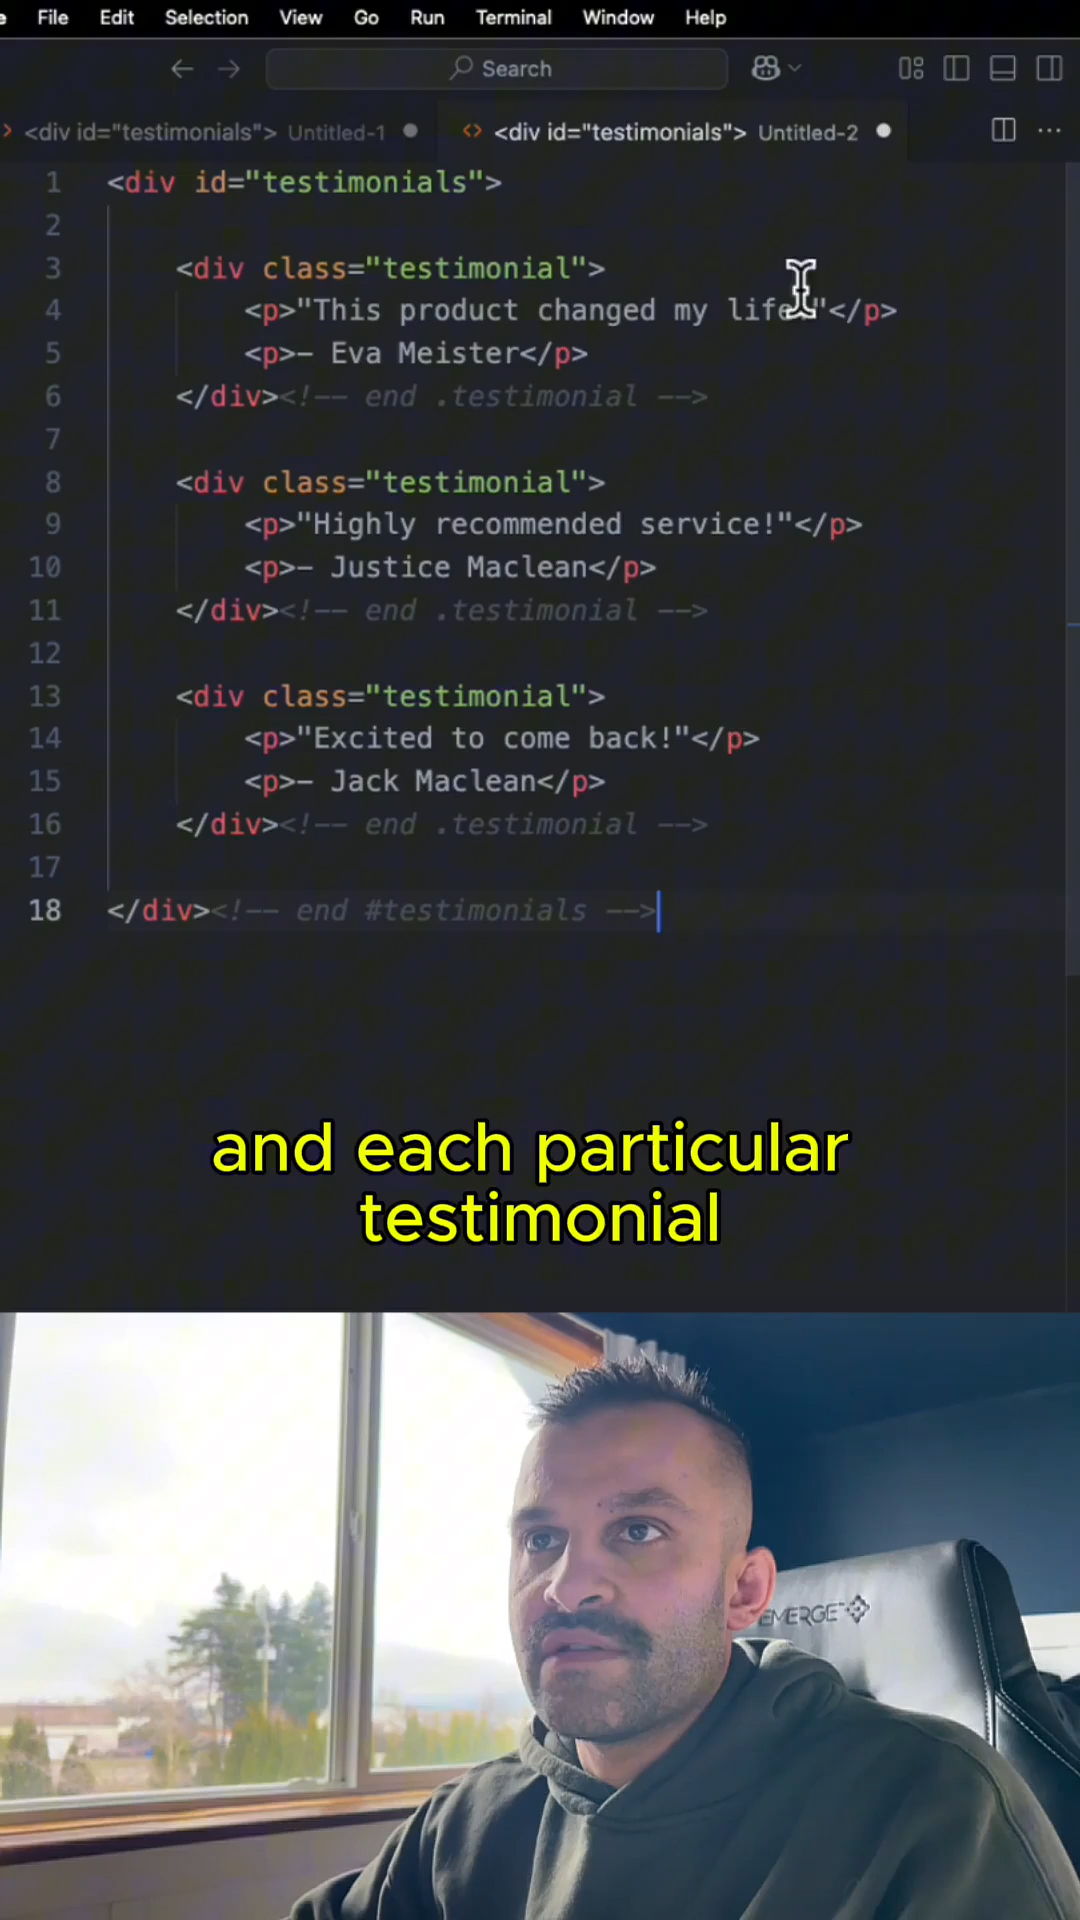 File Edit Selection View Go Run Terminal Window Help
Search
<div id="testimonials"> Untitled-1
<div id="testimonials"> Untitled-2
1 <div id="testimonials">
2
3 <div class="testimonial">
4 <p>"This product changed my life."</p>
5 <p>– Eva Meister</p>
6 </div><!-- end .testimonial -->
7
8 <div class="testimonial">
9 <p>"Highly recommended service!"</p>
10 <p>– Justice Maclean</p>
11 </div><!-- end .testimonial -->
12
13 <div class="testimonial">
14 <p>"Excited to come back!"</p>
15 <p>– Jack Maclean</p>
16 </div><!-- end .testimonial -->
17
18 </div><!-- end #testimonials -->
and each particular
testimonial
EMERGE